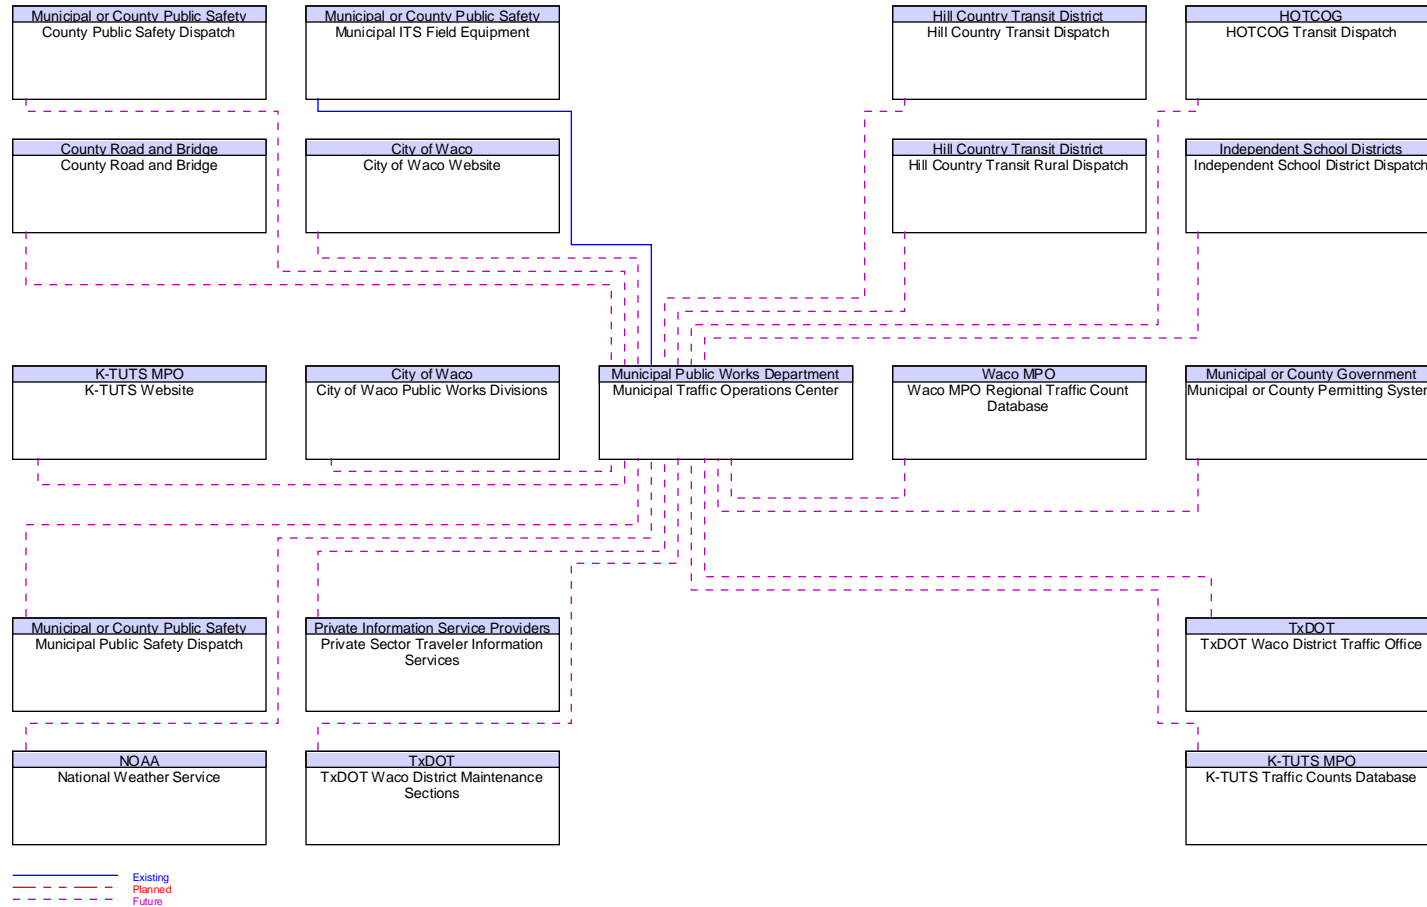 Municipal or County Public Safety
County Public Safety Dispatch
Municipal or County Public Safety
Municipal ITS Field Equipment
Hill Country Transit District
Hill Country Transit Dispatch
HOTCOG
HOTCOG Transit Dispatch
County Road and Bridge
County Road and Bridge
City of Waco
City of Waco Website
Hill Country Transit District
Hill Country Transit Rural Dispatch
Independent School Districts
Independent School District Dispatch
K-TUTS MPO
K-TUTS Website
City of Waco
City of Waco Public Works Divisions
Municipal Public Works Department
Municipal Traffic Operations Center
Waco MPO
Waco MPO Regional Traffic Count
Database
Municipal or County Government
Municipal or County Permitting System
Municipal or County Public Safety
Municipal Public Safety Dispatch
Private Information Service Providers
Private Sector Traveler Information
Services
TxDOT
TxDOT Waco District Traffic Office
NOAA
National Weather Service
TxDOT
TxDOT Waco District Maintenance
Sections
K-TUTS MPO
K-TUTS Traffic Counts Database
Existing
Planned
Future